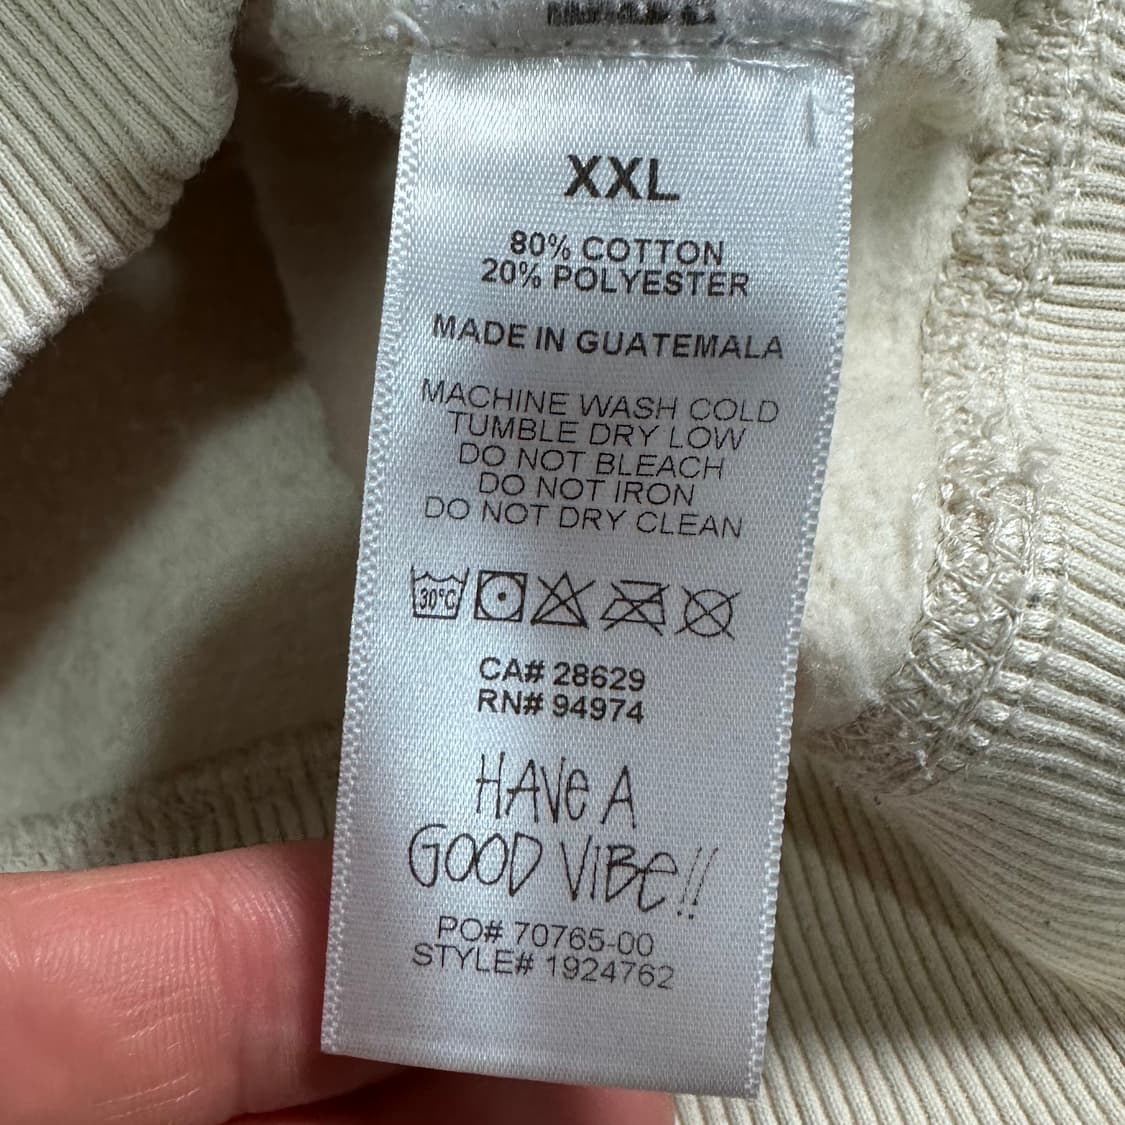 XXL
80% COTTON
20% POLYESTER
MADE IN GUATEMALA
MACHINE WASH COLD
TUMBLE DRY LOW
DO NOT BLEACH
DO NOT IRON
DO NOT DRY CLEAN
30°C
CA# 28629
RN# 94974
HAVe A
GOOD VIBe!!
PO# 70765-00
STYLE# 1924762